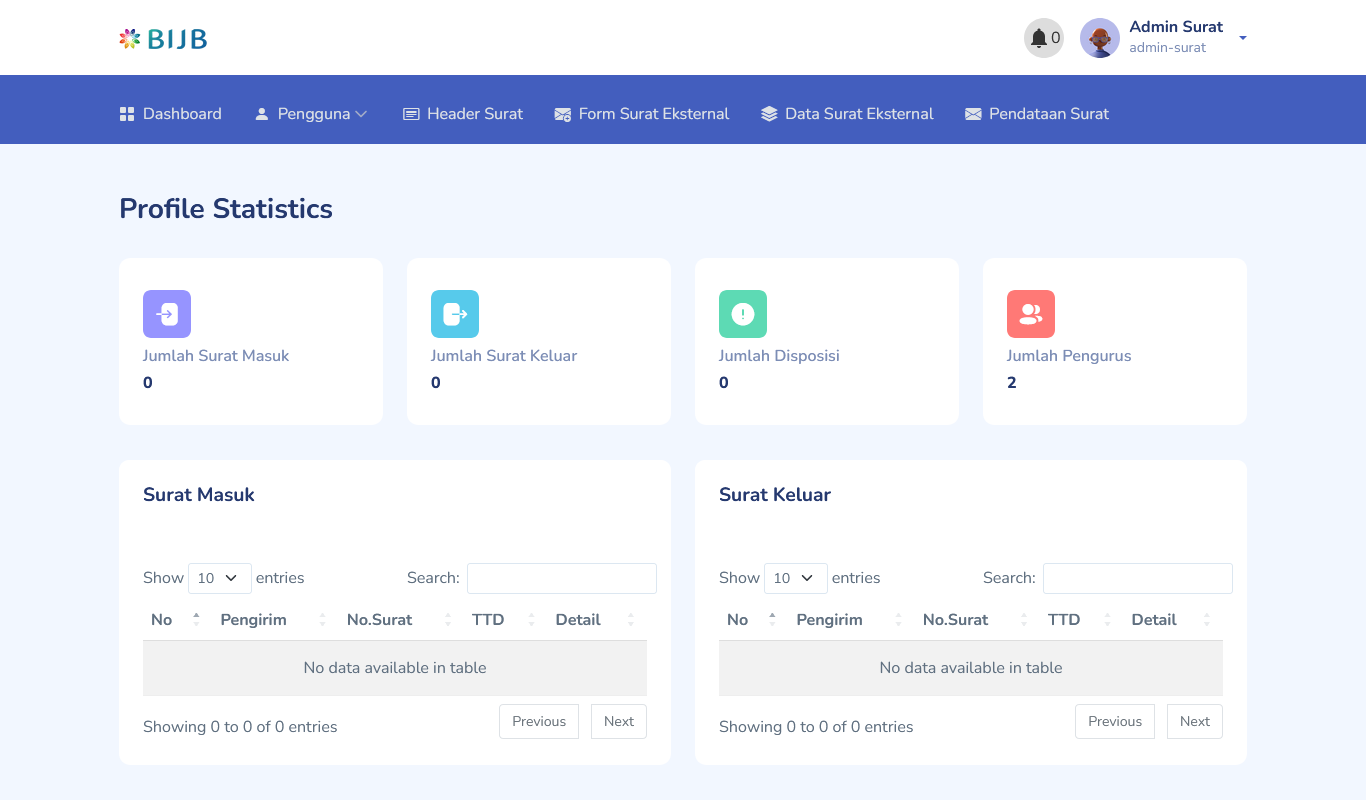 BIJB
0
Admin Surat
admin-surat
Dashboard Pengguna Header Surat Form Surat Eksternal Data Surat Eksternal Pendataan Surat
Profile Statistics
Jumlah Surat Masuk
0
Jumlah Surat Keluar
0
Jumlah Disposisi
0
Jumlah Pengurus
2
Surat Masuk
Show 10 entries Search:
No Pengirim No.Surat TTD Detail
No data available in table
Showing 0 to 0 of 0 entries Previous Next
Surat Keluar
Show 10 entries Search:
No Pengirim No.Surat TTD Detail
No data available in table
Showing 0 to 0 of 0 entries Previous Next